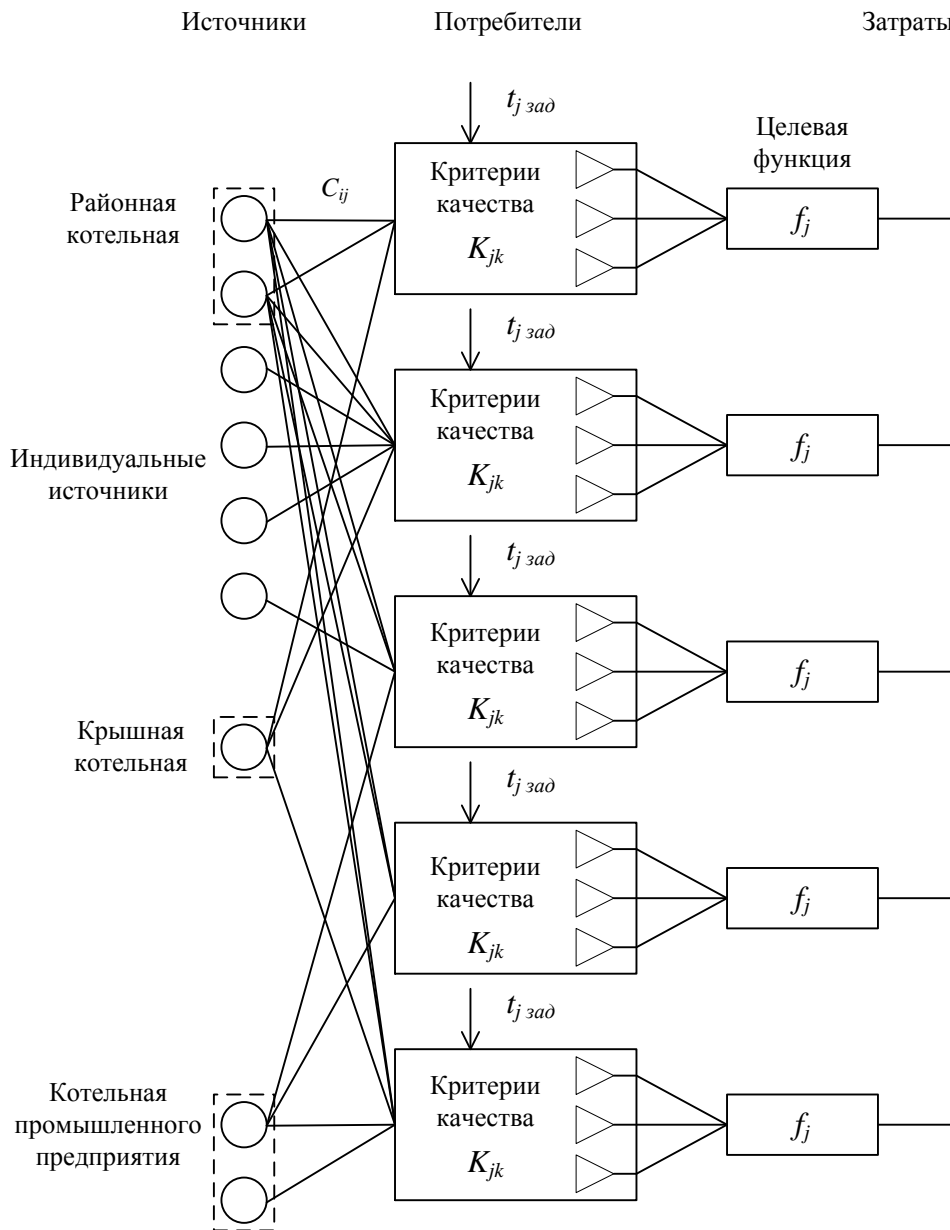 Источники
Потребители
Затраты
t j зад
Целевая
функция
Районная
котельная
C ij
Критерии
качества
K jk
f j
t j зад
Индивидуальные
источники
Критерии
качества
K jk
f j
t j зад
Критерии
качества
K jk
f j
Крышная
котельная
t j зад
Критерии
качества
K jk
f j
t j зад
Котельная
промышленного
предприятия
Критерии
качества
K jk
f j